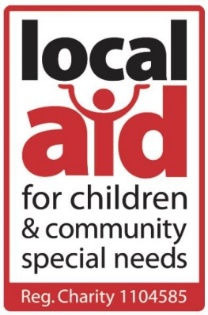 local
aid
for children
& community
special needs
Reg. Charity 1104585